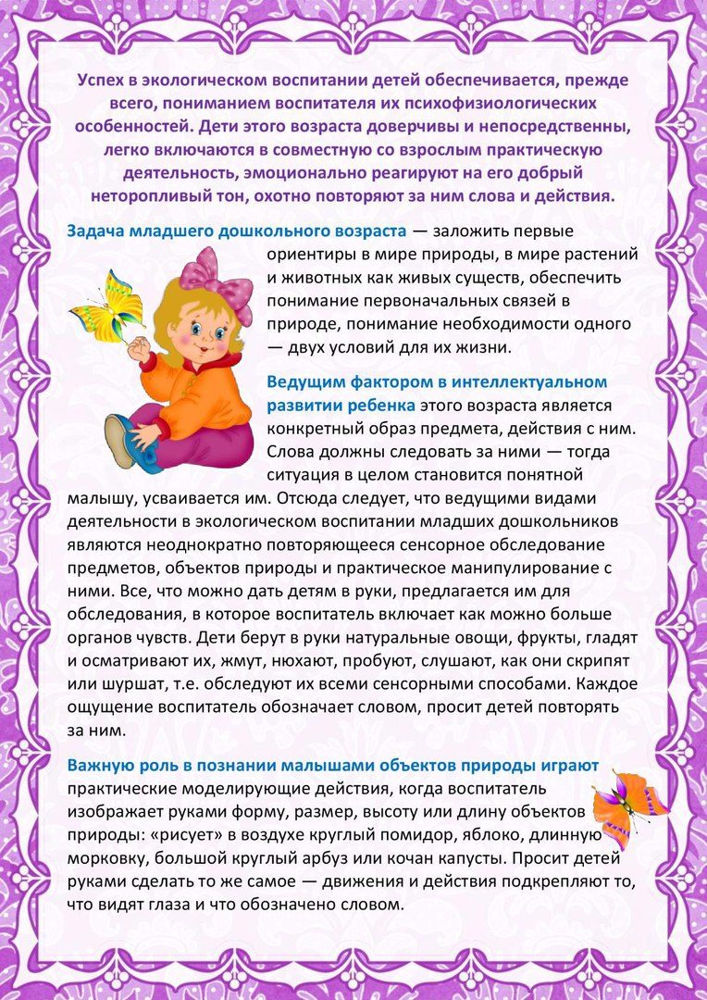 Успех в экологическом воспитании детей обеспечивается, прежде
всего, пониманием воспитателя их психофизиологических
особенностей. Дети этого возраста доверчивы и непосредственны,
легко включаются в совместную со взрослым практическую
деятельность, эмоционально реагируют на его добрый
неторопливый тон, охотно повторяют за ним слова и действия.
Задача младшего дошкольного возраста — заложить первые
ориентиры в мире природы, в мире растений
и животных как живых существ, обеспечить
понимание первоначальных связей в
природе, понимание необходимости одного
— двух условий для их жизни.
Ведущим фактором в интеллектуальном
развитии ребенка этого возраста является
конкретный образ предмета, действия с ним.
Слова должны следовать за ними — тогда
ситуация в целом становится понятной
малышу, усваивается им. Отсюда следует, что ведущими видами
деятельности в экологическом воспитании младших дошкольников
являются неоднократно повторяющееся сенсорное обследование
предметов, объектов природы и практическое манипулирование с
ними. Все, что можно дать детям в руки, предлагается им для
обследования, в которое воспитатель включает как можно больше
органов чувств. Дети берут в руки натуральные овощи, фрукты, гладят
и осматривают их, жмут, нюхают, пробуют, слушают, как они скрипят
или шуршат, т.е. обследуют их всеми сенсорными способами. Каждое
ощущение воспитатель обозначает словом, просит детей повторять
за ним.
Важную роль в познании малышами объектов природы играют
практические моделирующие действия, когда воспитатель
изображает руками форму, размер, высоту или длину объектов
природы: «рисует» в воздухе круглый помидор, яблоко, длинную
морковку, большой круглый арбуз или кочан капусты. Просит детей
руками сделать то же самое — движения и действия подкрепляют то,
что видят глаза и что обозначено словом.